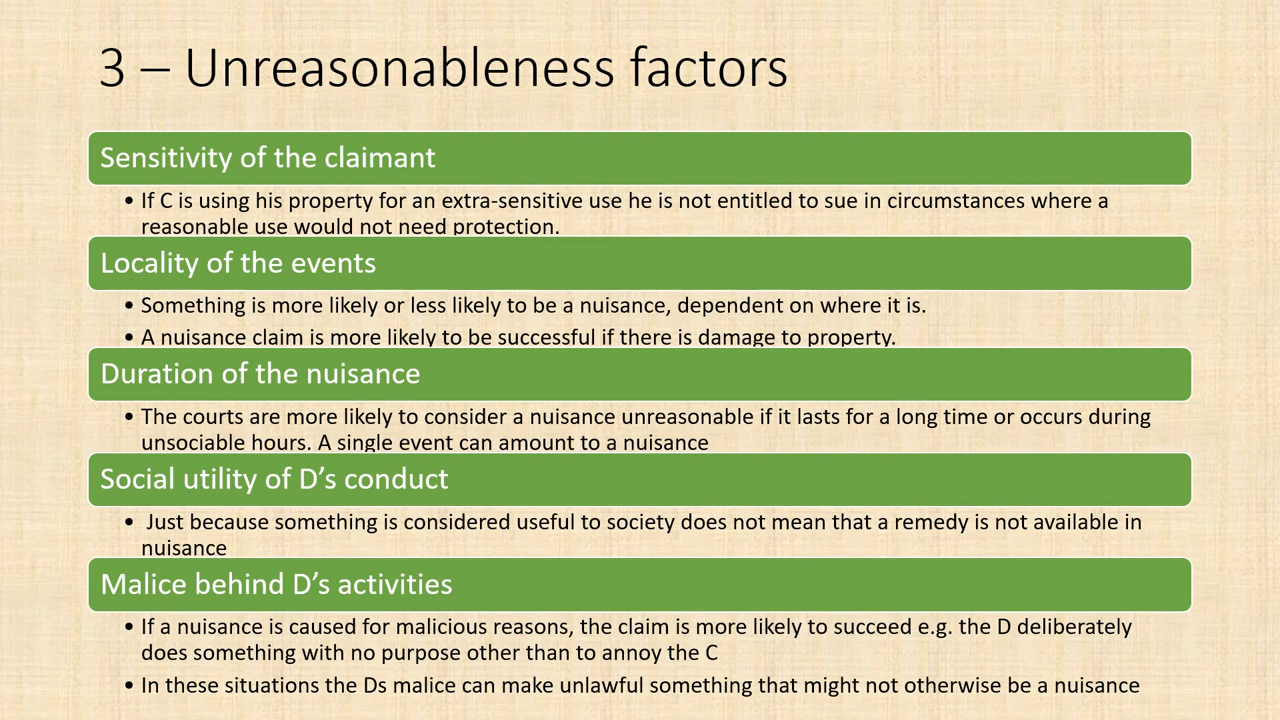 3 – Unreasonableness factors
Sensitivity of the claimant
• If C is using his property for an extra-sensitive use he is not entitled to sue in circumstances where a
reasonable use would not need protection.
Locality of the events
• Something is more likely or less likely to be a nuisance, dependent on where it is.
• A nuisance claim is more likely to be successful if there is damage to property.
Duration of the nuisance
• The courts are more likely to consider a nuisance unreasonable if it lasts for a long time or occurs during
unsociable hours. A single event can amount to a nuisance
Social utility of D’s conduct
• Just because something is considered useful to society does not mean that a remedy is not available in
nuisance
Malice behind D’s activities
• If a nuisance is caused for malicious reasons, the claim is more likely to succeed e.g. the D deliberately
does something with no purpose other than to annoy the C
• In these situations the Ds malice can make unlawful something that might not otherwise be a nuisance